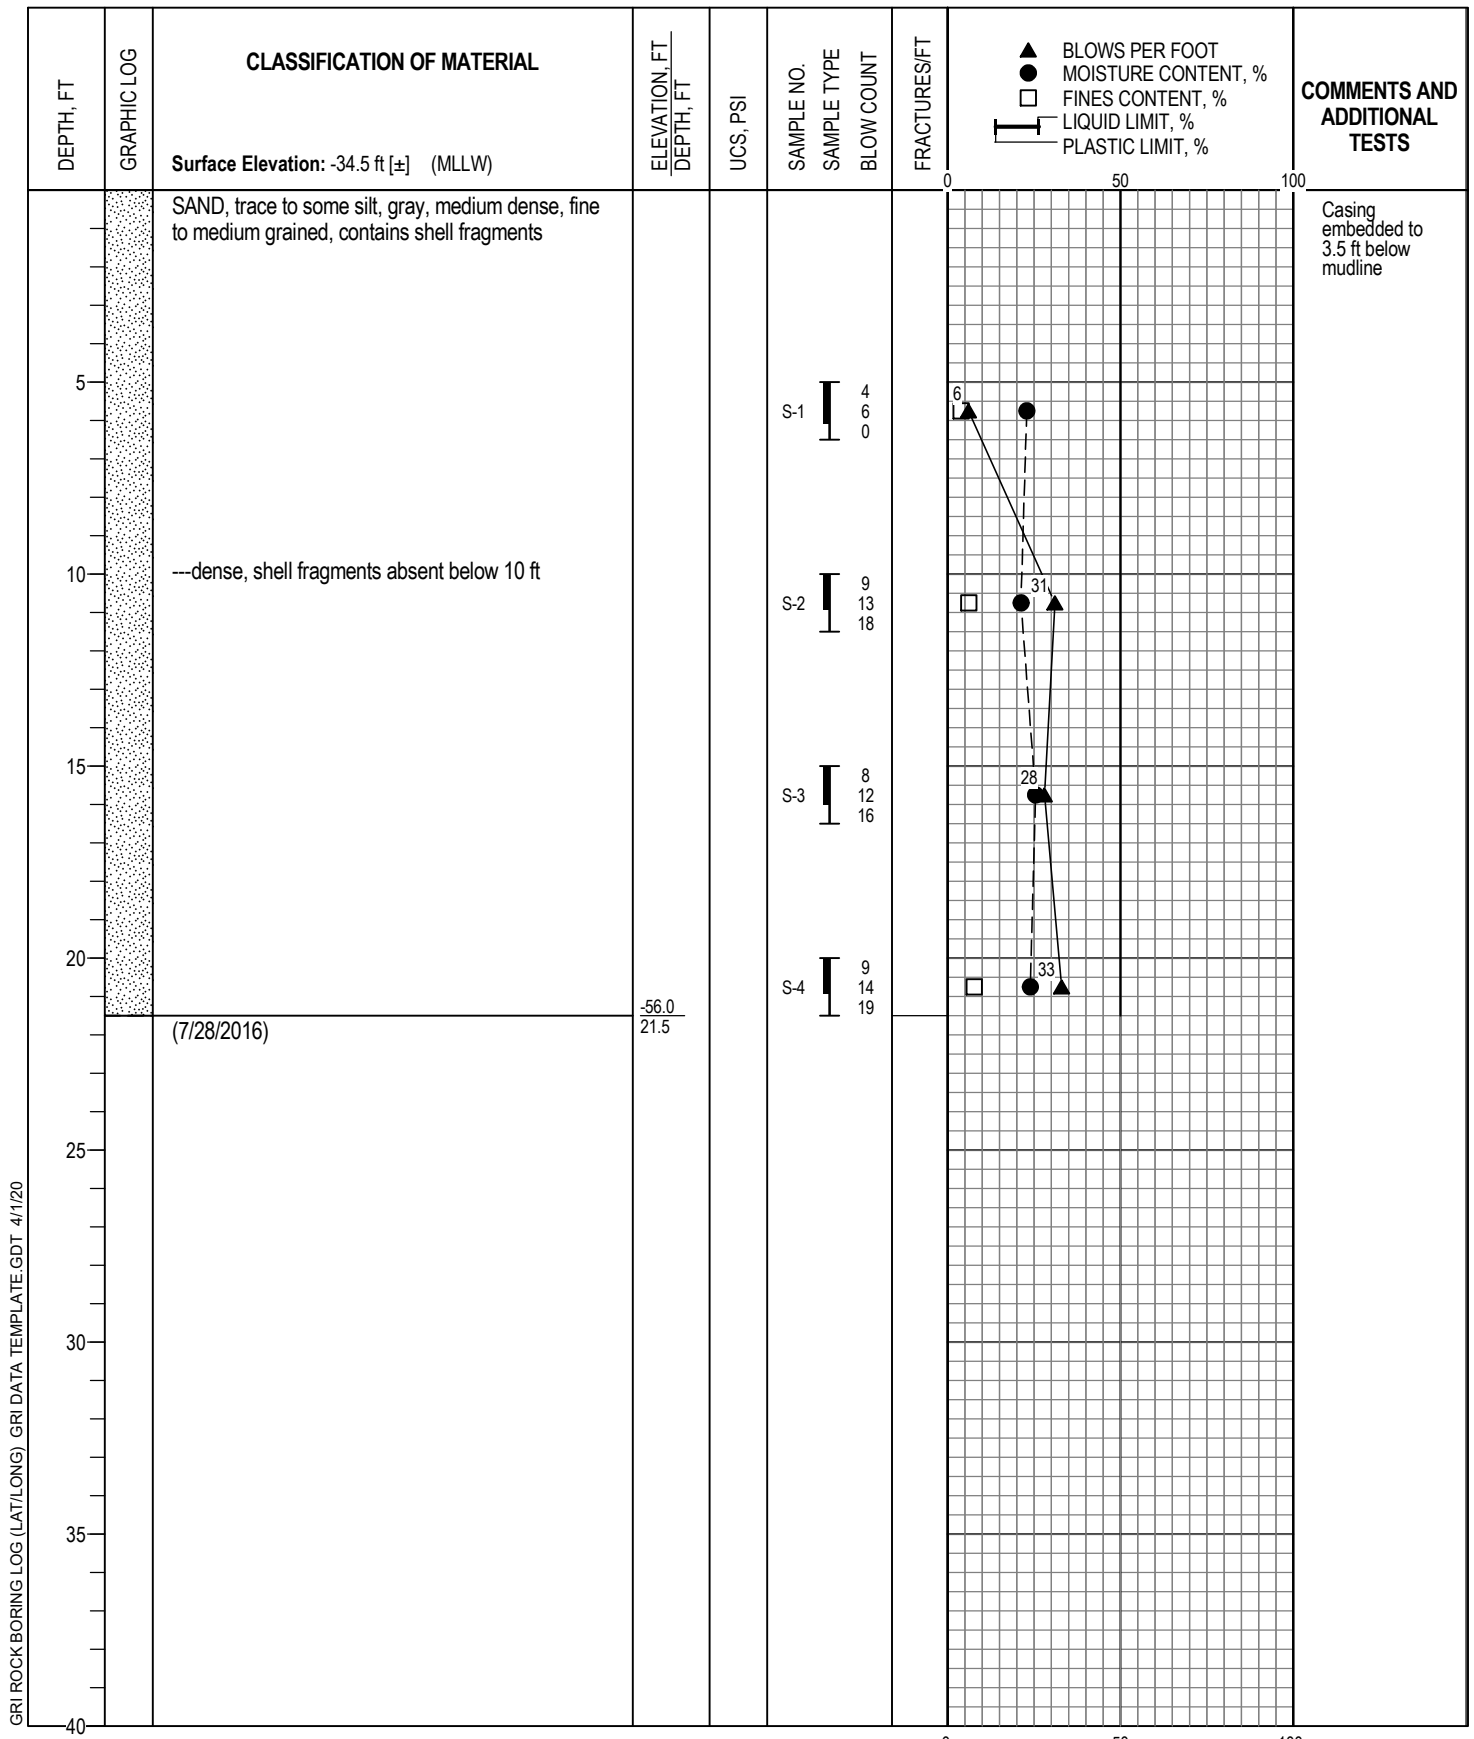 DEPTH, FT
GRAPHIC LOG
CLASSIFICATION OF MATERIAL
Surface Elevation: -34.5 ft [±] (MLLW)
ELEVATION, FT
DEPTH, FT
UCS, PSI
SAMPLE NO.
SAMPLE TYPE
BLOW COUNT
FRACTURES/FT
BLOWS PER FOOT
MOISTURE CONTENT, %
FINES CONTENT, %
LIQUID LIMIT, %
PLASTIC LIMIT, %
COMMENTS AND
ADDITIONAL
TESTS
0 50 100
SAND, trace to some silt, gray, medium dense, fine
to medium grained, contains shell fragments
Casing
embedded to
3.5 ft below
mudline
5
S-1
4
6
0
6
10
---dense, shell fragments absent below 10 ft
S-2
9
13
18
31
15
S-3
8
12
16
28
20
S-4
9
14
19
33
-56.0
21.5
(7/28/2016)
25
30
35
40
0 50 100
GRI ROCK BORING LOG (LAT/LONG) GRI DATA TEMPLATE.GDT 4/1/20